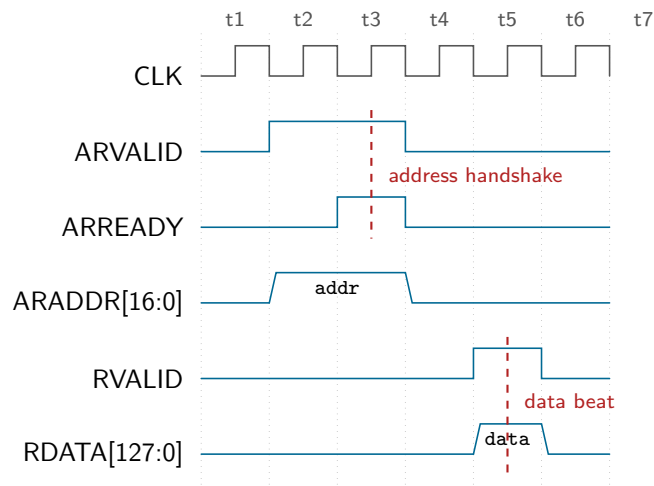 t1 t2 t3 t4 t5 t6 t7
CLK
ARVALID
address handshake
ARREADY
ARADDR[16:0]
addr
RVALID
data beat
RDATA[127:0]
data